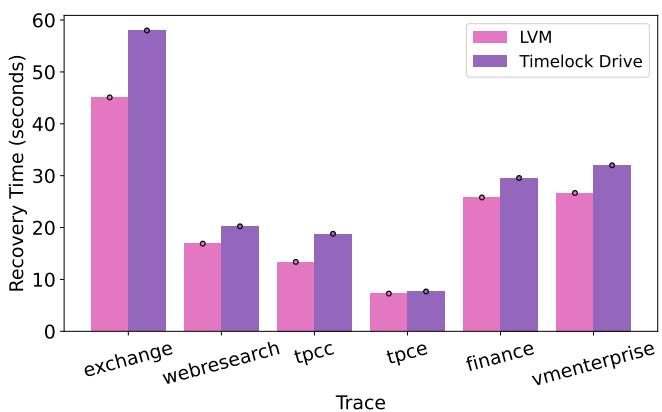 Recovery Time (seconds)
60
50
40
30
20
10
0
LVM
Timelock Drive
exchange
webresearch
tpcc
tpce
finance
vmenterprise
Trace